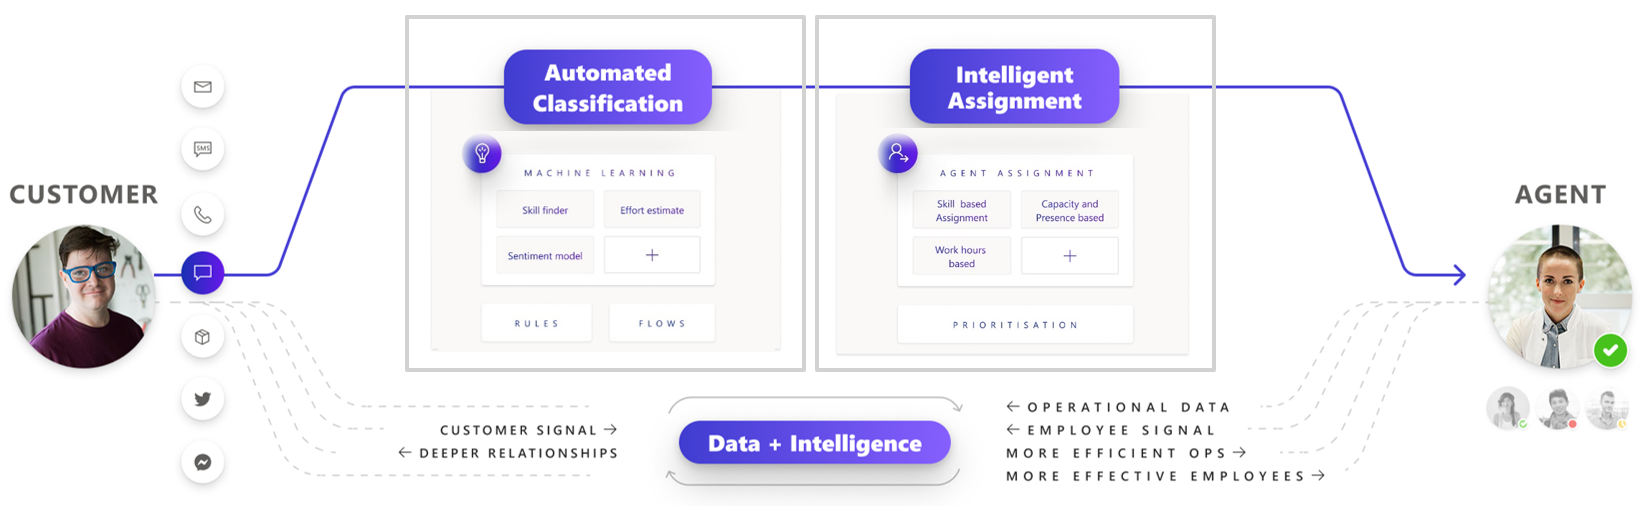 CUSTOMER
SMS
Automated
Classification
MACHINE LEARNING
Skill finder
Effort estimate
Sentiment model
+
RULES
FLOWS
Intelligent
Assignment
AGENT ASSIGNMENT
Skill based
Assignment
Capacity and
Presence based
Work hours
based
+
PRIORITISATION
AGENT
CUSTOMER SIGNAL →
← DEEPER RELATIONSHIPS
Data + Intelligence
← OPERATIONAL DATA
← EMPLOYEE SIGNAL
MORE EFFICIENT OPS →
MORE EFFECTIVE EMPLOYEES →